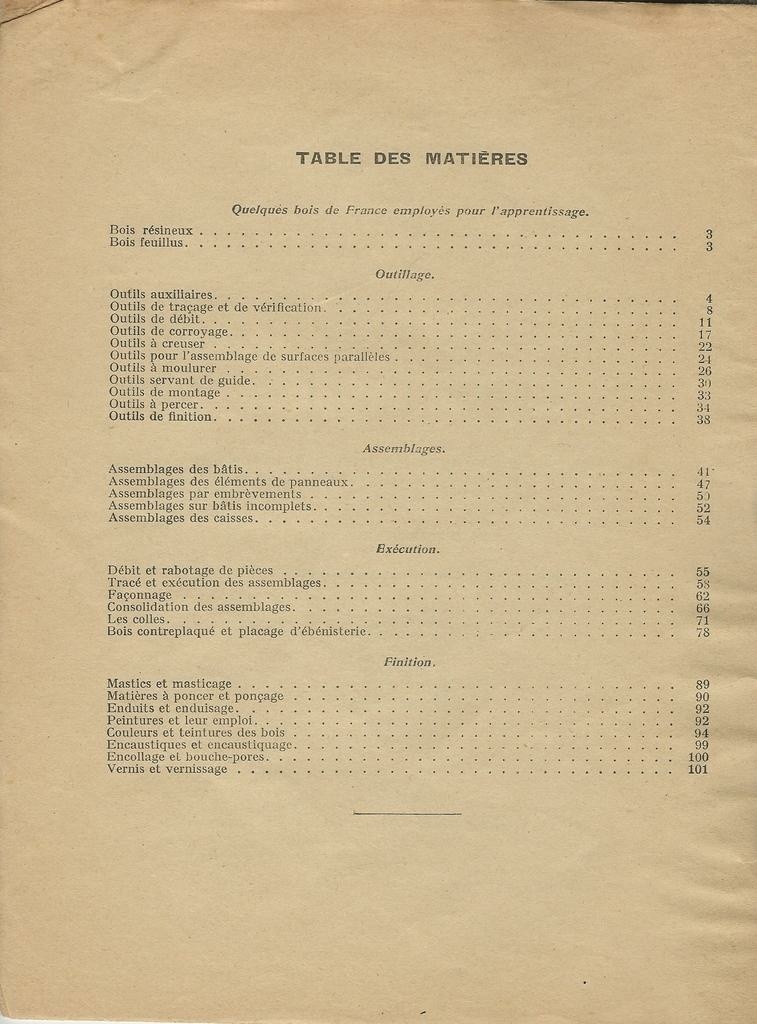 TABLE DES MATIÈRES
Quelques bois de France employés pour l'apprentissage.
Bois résineux . . . . . . . . . . 3
Bois feuillus. . . . . . . . . . 3
Outillage.
Outils auxiliaires. . . . . . . . . . 4
Outils de traçage et de vérification. . . . . . . . . . 8
Outils de débit. . . . . . . . . . 11
Outils de corroyage. . . . . . . . . . 17
Outils à creuser . . . . . . . . . . 22
Outils pour l'assemblage de surfaces parallèles . . . . . . . . . . 24
Outils à moulurer . . . . . . . . . . 26
Outils servant de guide. . . . . . . . . . 30
Outils de montage . . . . . . . . . . 33
Outils à percer. . . . . . . . . . 34
Outils de finition. . . . . . . . . . 38
Assemblages.
Assemblages des bâtis. . . . . . . . . . 41
Assemblages des éléments de panneaux. . . . . . . . . . 47
Assemblages par embrèvements . . . . . . . . . . 50
Assemblages sur bâtis incomplets. . . . . . . . . . 52
Assemblages des caisses. . . . . . . . . . 54
Exécution.
Débit et rabotage de pièces . . . . . . . . . . 55
Tracé et exécution des assemblages. . . . . . . . . . 58
Façonnage . . . . . . . . . . 62
Consolidation des assemblages. . . . . . . . . . 66
Les colles. . . . . . . . . . 71
Bois contreplaqué et placage d'ébénisterie. . . . . . . . . . 78
Finition.
Mastics et masticage . . . . . . . . . . 89
Matières à poncer et ponçage . . . . . . . . . . 90
Enduits et enduisage. . . . . . . . . . 92
Peintures et leur emploi. . . . . . . . . . 92
Couleurs et teintures des bois . . . . . . . . . . 94
Encaustiques et encaustiquage. . . . . . . . . . 99
Encollage et bouche-pores. . . . . . . . . . 100
Vernis et vernissage . . . . . . . . . . 101